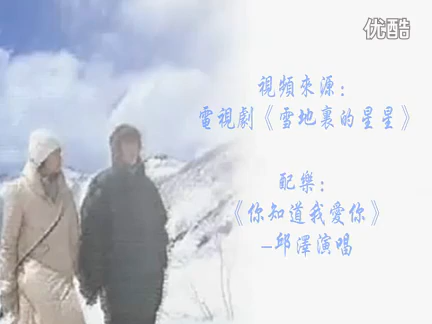 优酷
視頻來源：
電視劇《雪地裏的星星》
配樂：
《你知道我愛你》
-邱澤演唱